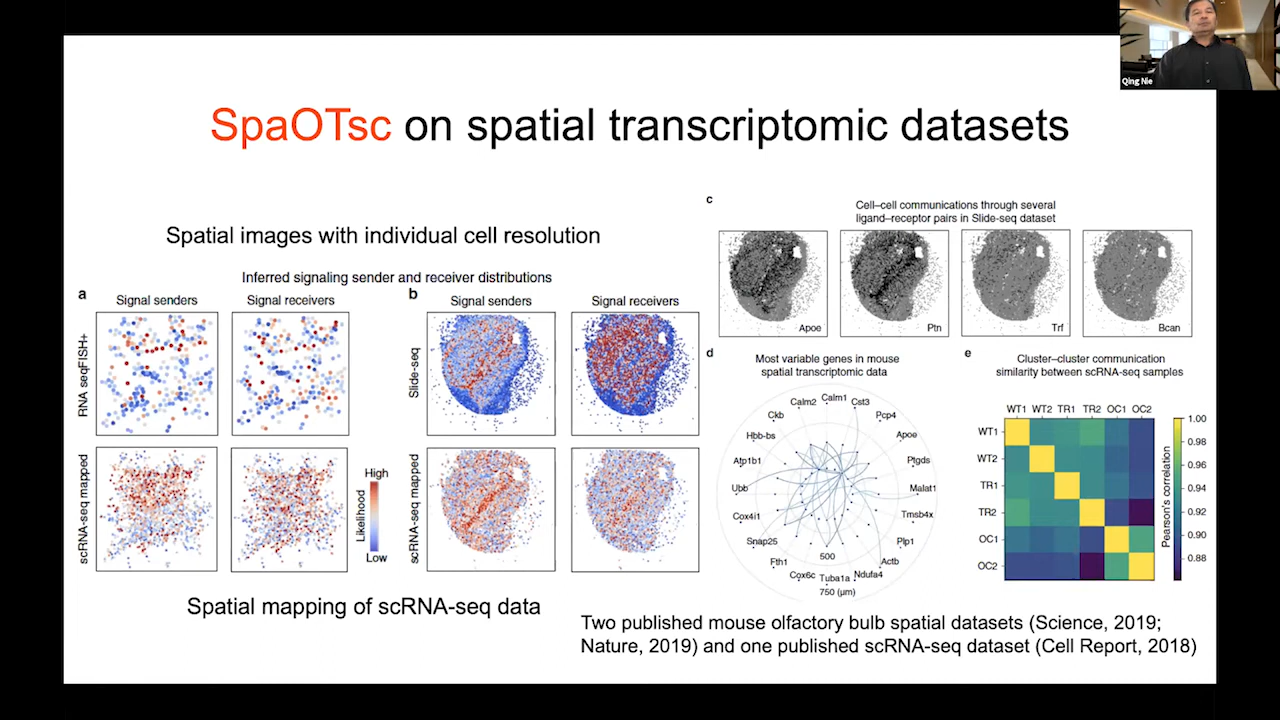 Qing Nie
SpaOTsc on spatial transcriptomic datasets
Spatial images with individual cell resolution
Inferred signaling sender and receiver distributions
a
Signal senders
Signal receivers
b
Signal senders
Signal receivers
RNA seqFISH+
Slide-seq
scRNA-seq mapped
scRNA-seq mapped
High
Likelihood
Low
Spatial mapping of scRNA-seq data
c
Cell–cell communications through several
ligand–receptor pairs in Slide-seq dataset
Apoe
Ptn
Trf
Bcan
d
Most variable genes in mouse
spatial transcriptomic data
Calm1
Cst3
Pcp4
Apoe
Ptgds
Malat1
Tmsb4x
Plp1
Actb
Ndufa4
Tuba1a
Cox6c
Fth1
Snap25
Cox4i1
Ubb
Atp1b1
Hbb-bs
Ckb
Calm2
500
750 (µm)
e
Cluster–cluster communication
similarity between scRNA-seq samples
WT1 WT2 TR1 TR2 OC1 OC2
WT1
WT2
TR1
TR2
OC1
OC2
1.00
0.98
0.96
0.94
0.92
0.90
0.88
Pearson's correlation
Two published mouse olfactory bulb spatial datasets (Science, 2019;
Nature, 2019) and one published scRNA-seq dataset (Cell Report, 2018)